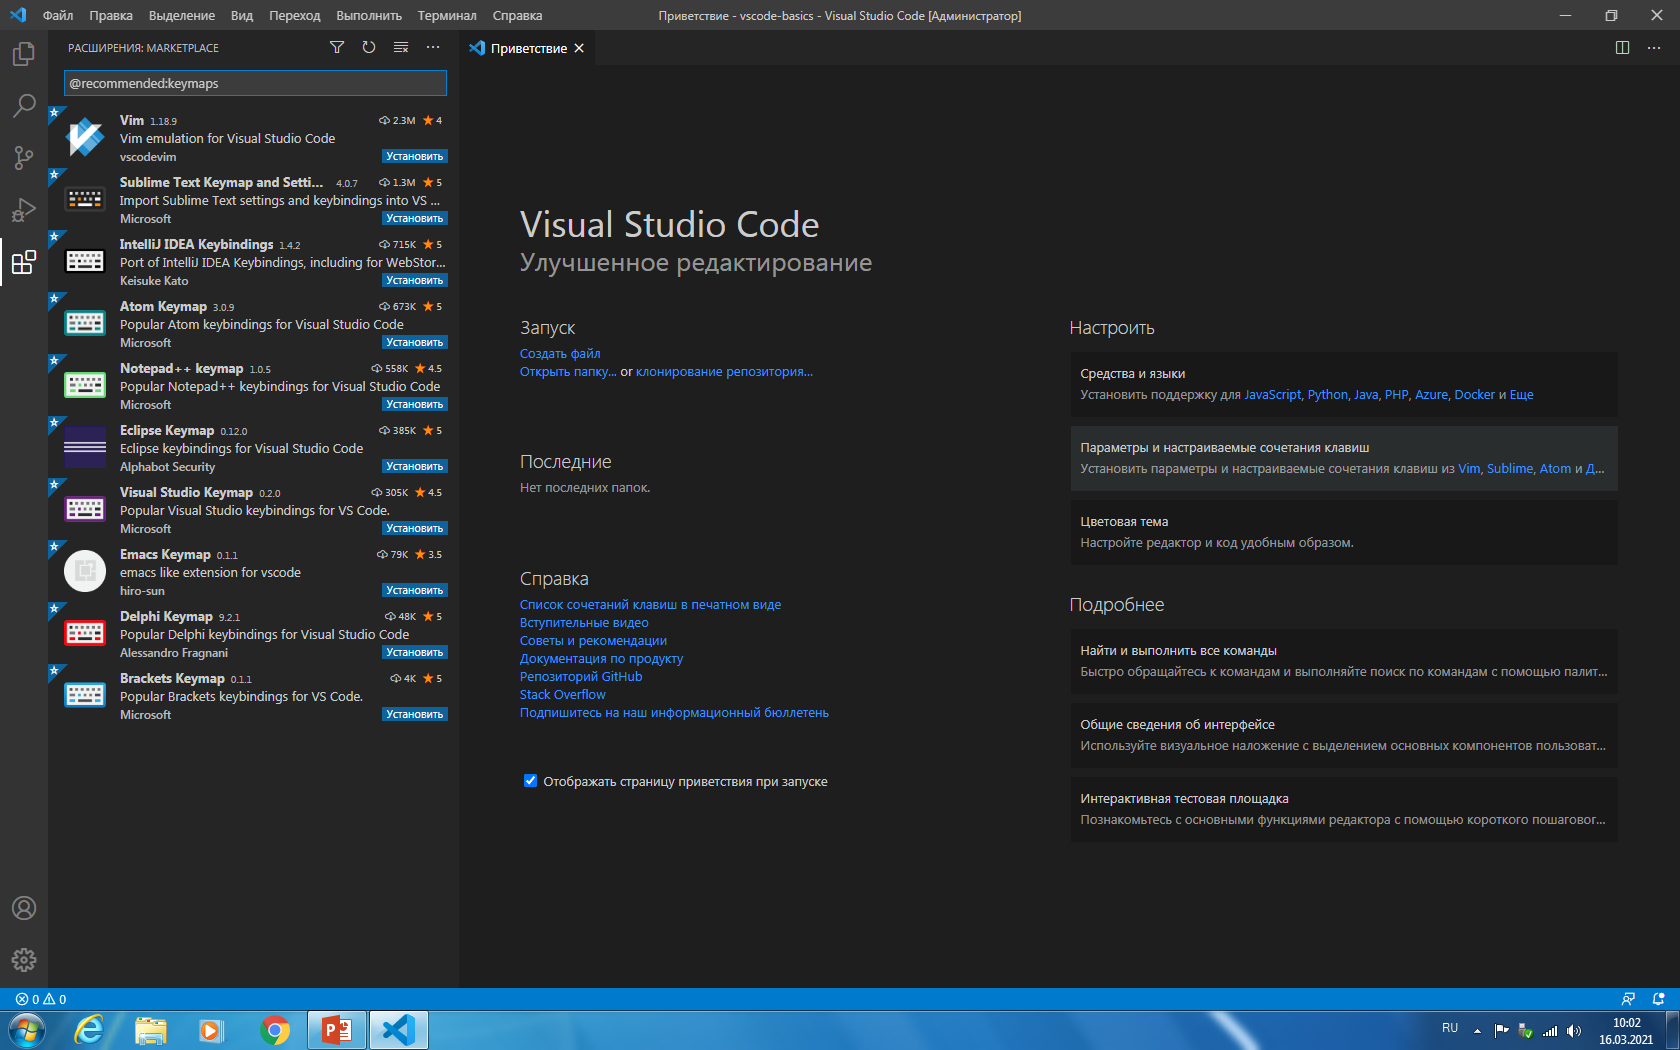 Файл Правка Выделение Вид Переход Выполнить Терминал Справка Приветствие - vscode-basics - Visual Studio Code [Администратор]
РАСШИРЕНИЯ: MARKETPLACE
Приветствие
@recommended:keymaps
Vim 1.18.9 2.3M 4
Vim emulation for Visual Studio Code
vscodevim Установить
Sublime Text Keymap and Setti... 4.0.7 1.3M 5
Import Sublime Text settings and keybindings into VS ...
Microsoft Установить
IntelliJ IDEA Keybindings 1.4.2 715K 5
Port of IntelliJ IDEA Keybindings, including for WebStor...
Keisuke Kato Установить
Atom Keymap 3.0.9 673K 5
Popular Atom keybindings for Visual Studio Code
Microsoft Установить
Notepad++ keymap 1.0.5 558K 4.5
Popular Notepad++ keybindings for Visual Studio Code
Microsoft Установить
Eclipse Keymap 0.12.0 385K 5
Eclipse keybindings for Visual Studio Code
Alphabot Security Установить
Visual Studio Keymap 0.2.0 305K 4.5
Popular Visual Studio keybindings for VS Code.
Microsoft Установить
Emacs Keymap 0.1.1 79K 3.5
emacs like extension for vscode
hiro-sun Установить
Delphi Keymap 9.2.1 48K 5
Popular Delphi keybindings for Visual Studio Code
Alessandro Fragnani Установить
Brackets Keymap 0.1.1 4K 5
Popular Brackets keybindings for VS Code.
Microsoft Установить
Visual Studio Code
Улучшенное редактирование
Запуск
Создать файл
Открыть папку... or клонирование репозитория...
Последние
Нет последних папок.
Справка
Список сочетаний клавиш в печатном виде
Вступительные видео
Советы и рекомендации
Документация по продукту
Репозиторий GitHub
Stack Overflow
Подпишитесь на наш информационный бюллетень
Отображать страницу приветствия при запуске
Настроить
Средства и языки
Установить поддержку для JavaScript, Python, Java, PHP, Azure, Docker и Еще
Параметры и настраиваемые сочетания клавиш
Установить параметры и настраиваемые сочетания клавиш из Vim, Sublime, Atom и Д...
Цветовая тема
Настройте редактор и код удобным образом.
Подробнее
Найти и выполнить все команды
Быстро обращайтесь к командам и выполняйте поиск по командам с помощью палит...
Общие сведения об интерфейсе
Используйте визуальное наложение с выделением основных компонентов пользоват...
Интерактивная тестовая площадка
Познакомьтесь с основными функциями редактора с помощью короткого пошаговог...
0 0
RU 10:02
16.03.2021